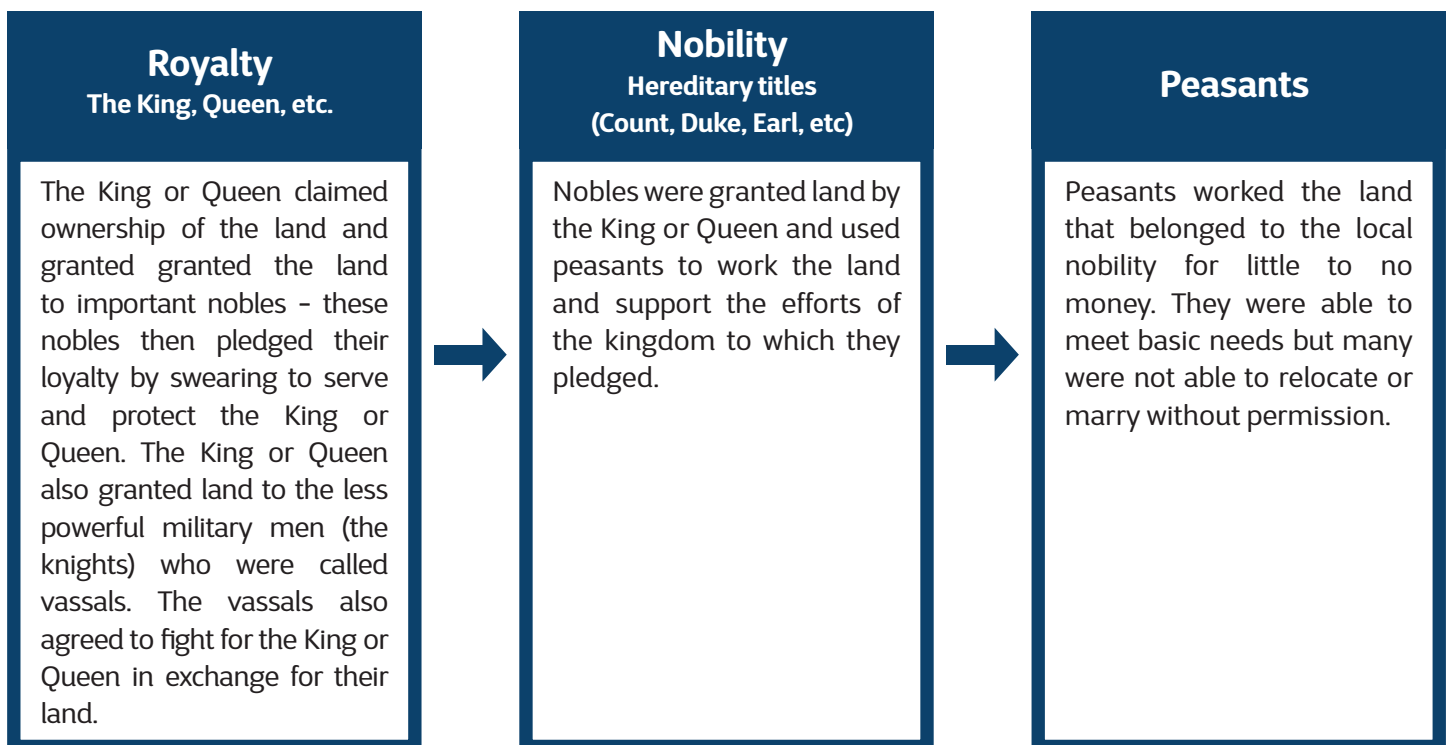 Royalty
The King, Queen, etc.
The King or Queen claimed
ownership of the land and
granted granted the land
to important nobles – these
nobles then pledged their
loyalty by swearing to serve
and protect the King or
Queen. The King or Queen
also granted land to the less
powerful military men (the
knights) who were called
vassals. The vassals also
agreed to fight for the King or
Queen in exchange for their
land.
Nobility
Hereditary titles
(Count, Duke, Earl, etc)
Nobles were granted land by
the King or Queen and used
peasants to work the land
and support the efforts of
the kingdom to which they
pledged.
Peasants
Peasants worked the land
that belonged to the local
nobility for little to no
money. They were able to
meet basic needs but many
were not able to relocate or
marry without permission.